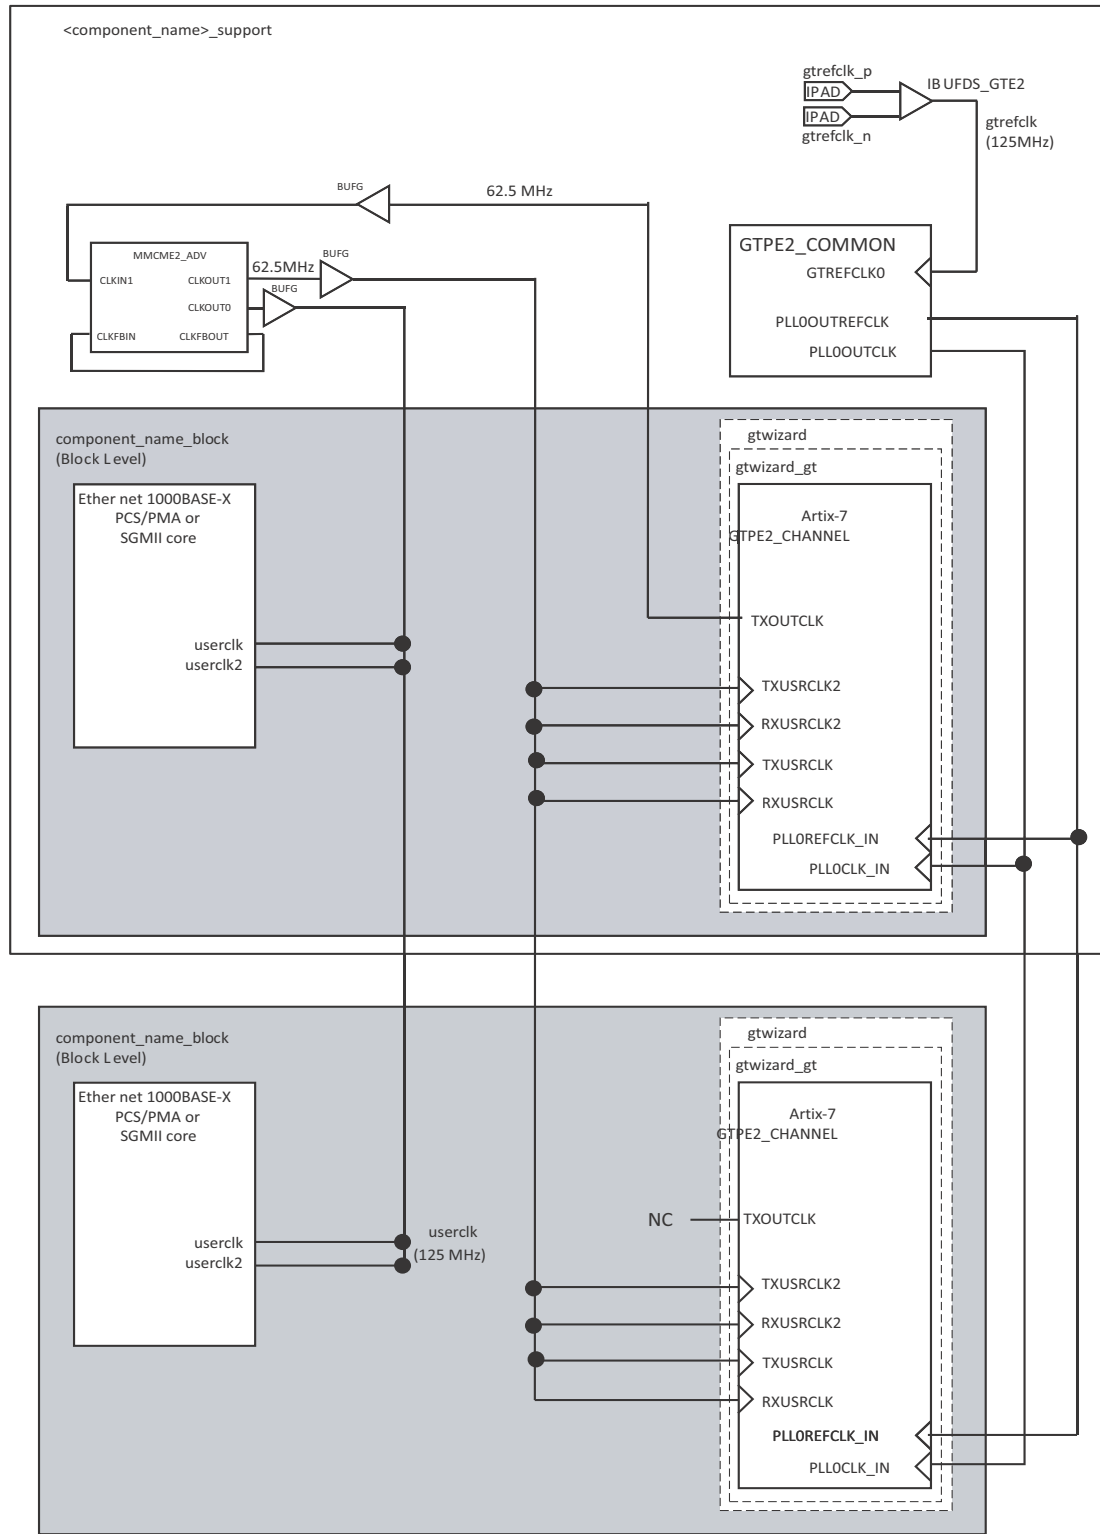 <component_name>_support
gtrefclk_p
IPAD
IPAD
gtrefclk_n
IB UFDS_GTE2
gtrefclk
(125MHz)
BUFG
62.5 MHz
MMCME2_ADV
CLKIN1
CLKOUT1
CLKOUT0
CLKFBIN
CLKFBOUT
62.5MHz
BUFG
BUFG
GTPE2_COMMON
GTREFCLK0
PLL0OUTREFCLK
PLL0OUTCLK
component_name_block
(Block Level)
Ether net 1000BASE-X
PCS/PMA or
SGMII core
userclk
userclk2
gtwizard
gtwizard_gt
Artix-7
GTPE2_CHANNEL
TXOUTCLK
TXUSRCLK2
RXUSRCLK2
TXUSRCLK
RXUSRCLK
PLL0REFCLK_IN
PLL0CLK_IN
component_name_block
(Block Level)
Ether net 1000BASE-X
PCS/PMA or
SGMII core
userclk
userclk2
userclk
(125 MHz)
gtwizard
gtwizard_gt
Artix-7
GTPE2_CHANNEL
NC
TXOUTCLK
TXUSRCLK2
RXUSRCLK2
TXUSRCLK
RXUSRCLK
PLL0REFCLK_IN
PLL0CLK_IN